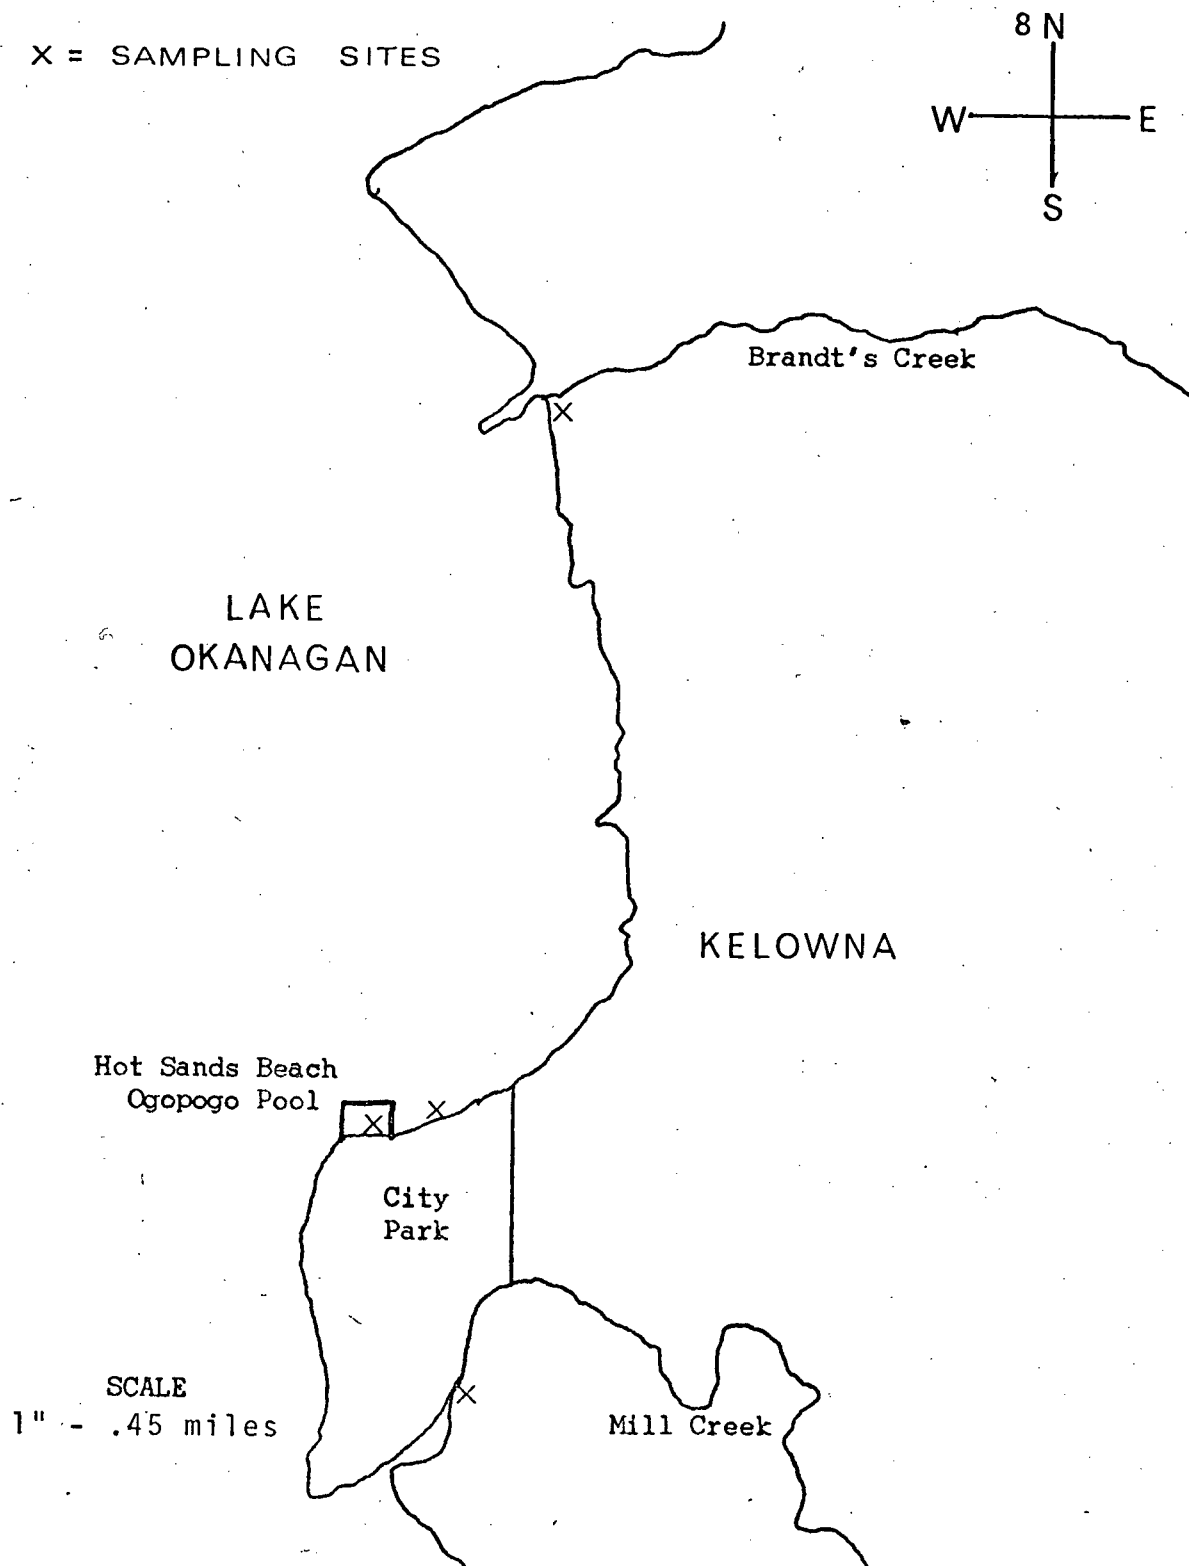 X = SAMPLING SITES
8 N
W E
S
Brandt's Creek
X
LAKE
OKANAGAN
KELOWNA
Hot Sands Beach
Ogopogo Pool
X
X
City
Park
SCALE
1" - .45 miles
X
Mill Creek